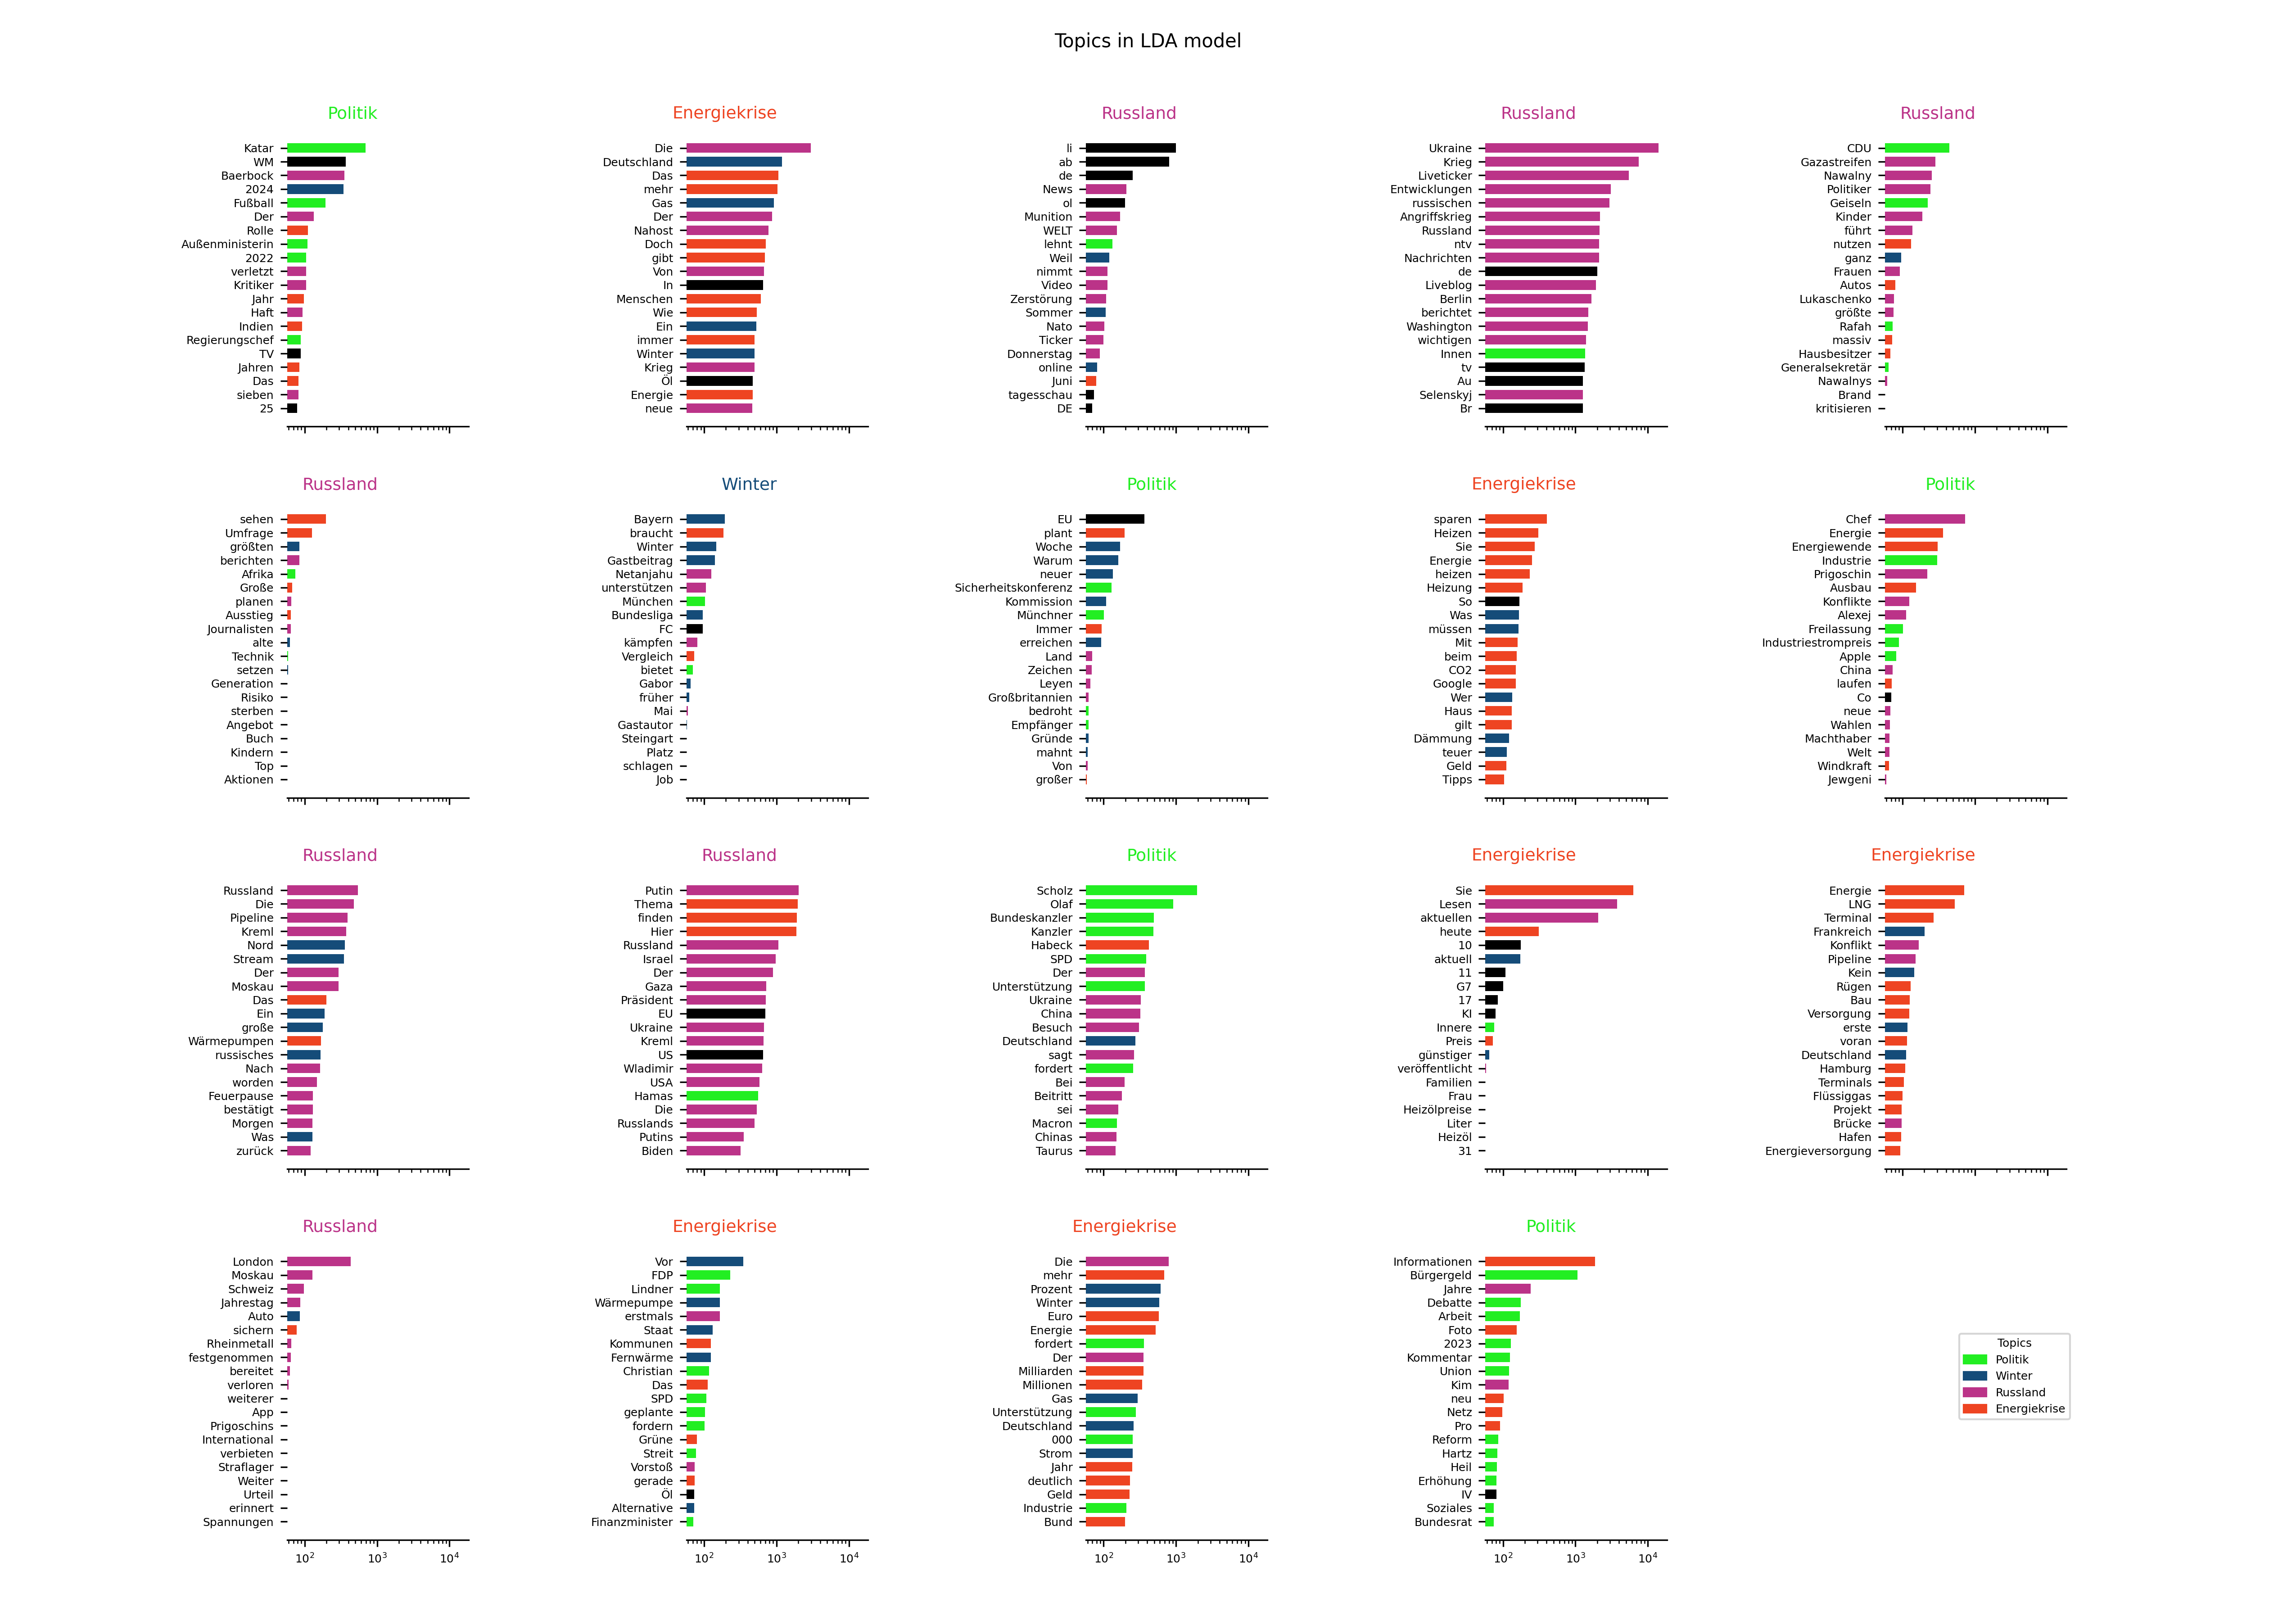 Topics in LDA model
Politik
Katar
WM
Baerbock
2024
Fußball
Der
Rolle
Außenministerin
2022
verletzt
Kritiker
Jahr
Haft
Indien
Regierungschef
TV
Jahren
Das
sieben
25
Energiekrise
Die
Deutschland
Das
mehr
Gas
Der
Nahost
Doch
gibt
Von
In
Menschen
Wie
Ein
immer
Winter
Krieg
Öl
Energie
neue
Russland
li
ab
de
News
ol
Munition
WELT
lehnt
Weil
nimmt
Video
Zerstörung
Sommer
Nato
Ticker
Donnerstag
online
Juni
tagesschau
DE
Russland
Ukraine
Krieg
Liveticker
Entwicklungen
russischen
Angriffskrieg
Russland
ntv
Nachrichten
de
Liveblog
Berlin
berichtet
Washington
wichtigen
Innen
tv
Au
Selenskyj
Br
Russland
CDU
Gazastreifen
Nawalny
Politiker
Geiseln
Kinder
führt
nutzen
ganz
Frauen
Autos
Lukaschenko
größte
Rafah
massiv
Hausbesitzer
Generalsekretär
Nawalnys
Brand
kritisieren
Russland
sehen
Umfrage
größten
berichten
Afrika
Große
planen
Ausstieg
Journalisten
alte
Technik
setzen
Generation
Risiko
sterben
Angebot
Buch
Kindern
Top
Aktionen
Winter
Bayern
braucht
Winter
Gastbeitrag
Netanjahu
unterstützen
München
Bundesliga
FC
kämpfen
Vergleich
bietet
Gabor
früher
Mai
Gastautor
Steingart
Platz
schlagen
Job
Politik
EU
plant
Woche
Warum
neuer
Sicherheitskonferenz
Kommission
Münchner
Immer
erreichen
Land
Zeichen
Leyen
Großbritannien
bedroht
Empfänger
Gründe
mahnt
Von
großer
Energiekrise
sparen
Heizen
Sie
Energie
heizen
Heizung
So
Was
müssen
Mit
beim
CO2
Google
Wer
Haus
gilt
Dämmung
teuer
Geld
Tipps
Politik
Chef
Energie
Energiewende
Industrie
Prigoschin
Ausbau
Konflikte
Alexej
Freilassung
Industriestrompreis
Apple
China
laufen
Co
neue
Wahlen
Machthaber
Welt
Windkraft
Jewgeni
Russland
Russland
Die
Pipeline
Kreml
Nord
Stream
Der
Moskau
Das
Ein
große
Wärmepumpen
russisches
Nach
worden
Feuerpause
bestätigt
Morgen
Was
zurück
Russland
Putin
Thema
finden
Hier
Russland
Israel
Der
Gaza
Präsident
EU
Ukraine
Kreml
US
Wladimir
USA
Hamas
Die
Russlands
Putins
Biden
Politik
Scholz
Olaf
Bundeskanzler
Kanzler
Habeck
SPD
Der
Unterstützung
Ukraine
China
Besuch
Deutschland
sagt
fordert
Bei
Beitritt
sei
Macron
Chinas
Taurus
Energiekrise
Sie
Lesen
aktuellen
heute
10
aktuell
11
G7
17
KI
Innere
Preis
günstiger
veröffentlicht
Familien
Frau
Heizölpreise
Liter
Heizöl
31
Energiekrise
Energie
LNG
Terminal
Frankreich
Konflikt
Pipeline
Kein
Rügen
Bau
Versorgung
erste
voran
Deutschland
Hamburg
Terminals
Flüssiggas
Projekt
Brücke
Hafen
Energieversorgung
Russland
London
Moskau
Schweiz
Jahrestag
Auto
sichern
Rheinmetall
festgenommen
bereitet
verloren
weiterer
App
Prigoschins
International
verbieten
Straflager
Weiter
Urteil
erinnert
Spannungen
10² 10³ 10⁴
Energiekrise
Vor
FDP
Lindner
Wärmepumpe
erstmals
Staat
Kommunen
Fernwärme
Christian
Das
SPD
geplante
fordern
Grüne
Streit
Vorstoß
gerade
Öl
Alternative
Finanzminister
10² 10³ 10⁴
Energiekrise
Die
mehr
Prozent
Winter
Euro
Energie
fordert
Der
Milliarden
Millionen
Gas
Unterstützung
Deutschland
000
Strom
Jahr
deutlich
Geld
Industrie
Bund
10² 10³ 10⁴
Politik
Informationen
Bürgergeld
Jahre
Debatte
Arbeit
Foto
2023
Kommentar
Union
Kim
neu
Netz
Pro
Reform
Hartz
Heil
Erhöhung
IV
Soziales
Bundesrat
10² 10³ 10⁴
Topics
Politik
Winter
Russland
Energiekrise